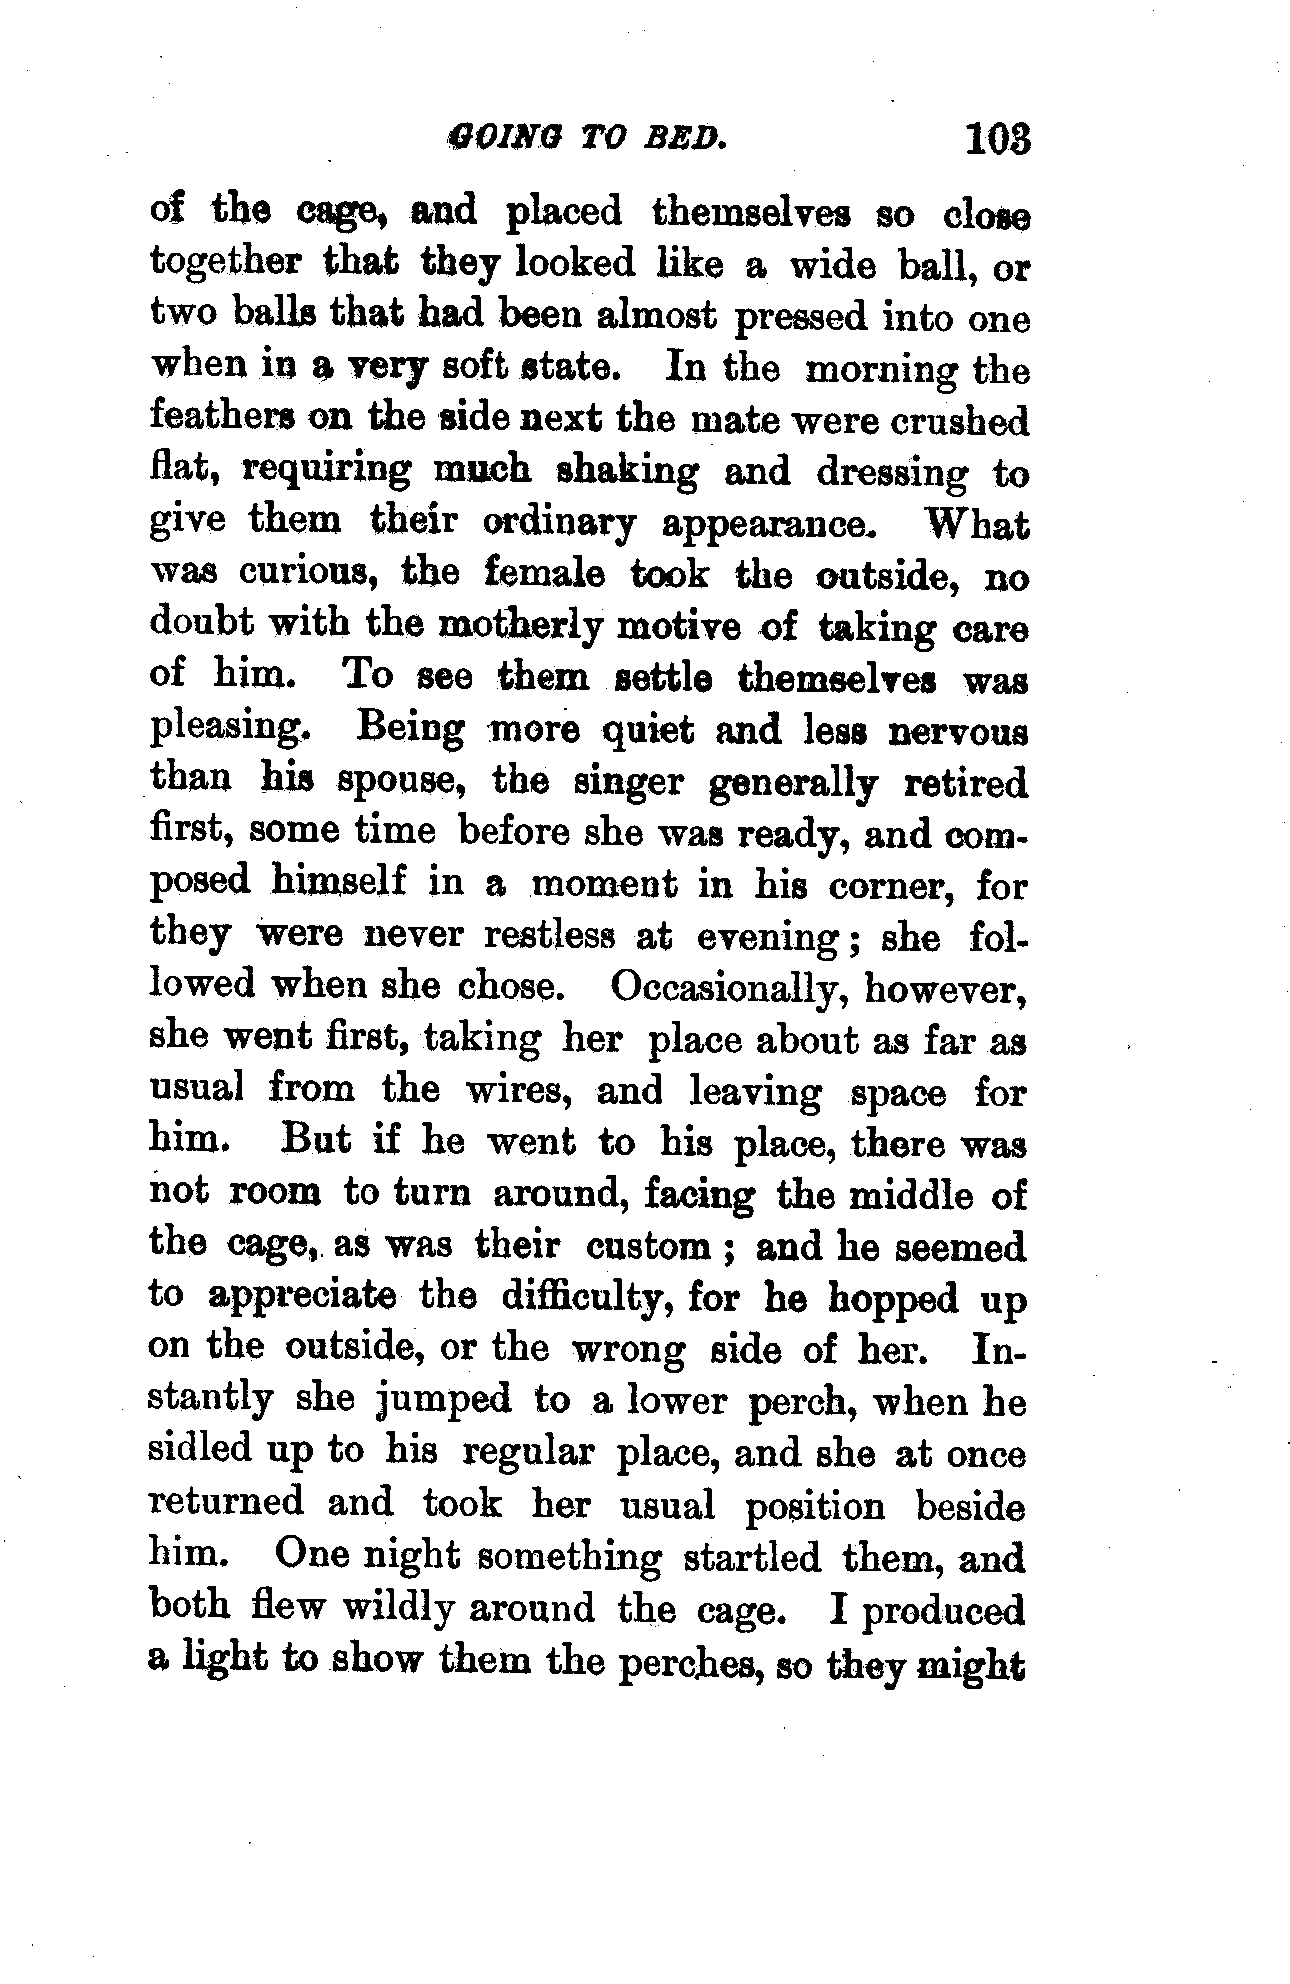 GOING TO BED. 103
of the cage, and placed themselves so close
together that they looked like a wide ball, or
two balls that had been almost pressed into one
when in a very soft state. In the morning the
feathers on the side next the mate were crushed
flat, requiring much shaking and dressing to
give them their ordinary appearance. What
was curious, the female took the outside, no
doubt with the motherly motive of taking care
of him. To see them settle themselves was
pleasing. Being more quiet and less nervous
than his spouse, the singer generally retired
first, some time before she was ready, and com-
posed himself in a moment in his corner, for
they were never restless at evening; she fol-
lowed when she chose. Occasionally, however,
she went first, taking her place about as far as
usual from the wires, and leaving space for
him. But if he went to his place, there was
not room to turn around, facing the middle of
the cage, as was their custom; and he seemed
to appreciate the difficulty, for he hopped up
on the outside, or the wrong side of her. In-
stantly she jumped to a lower perch, when he
sidled up to his regular place, and she at once
returned and took her usual position beside
him. One night something startled them, and
both flew wildly around the cage. I produced
a light to show them the perches, so they might